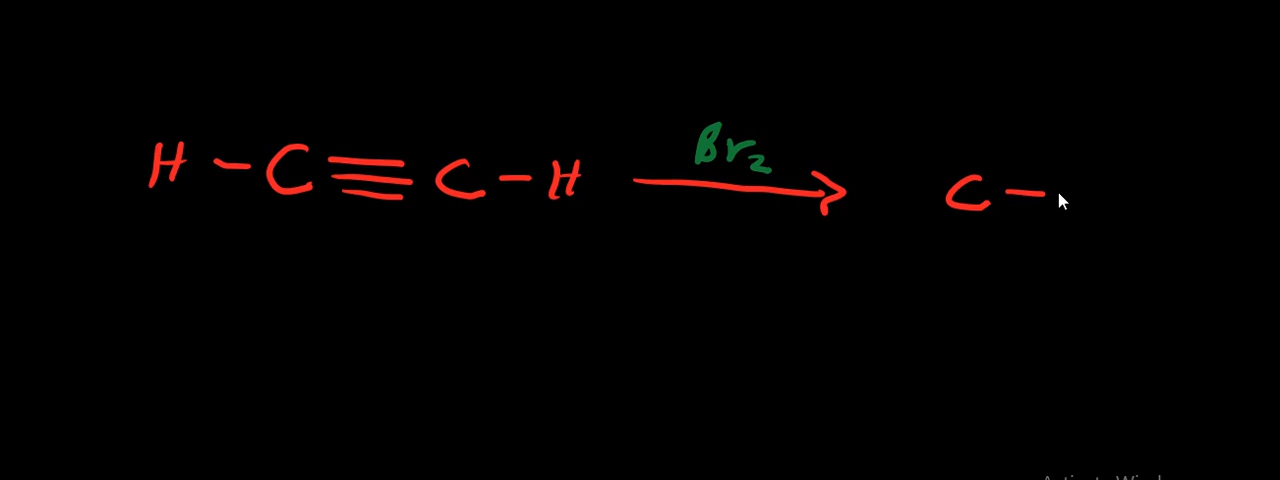 Br₂
H - C ≡ C - H → C -